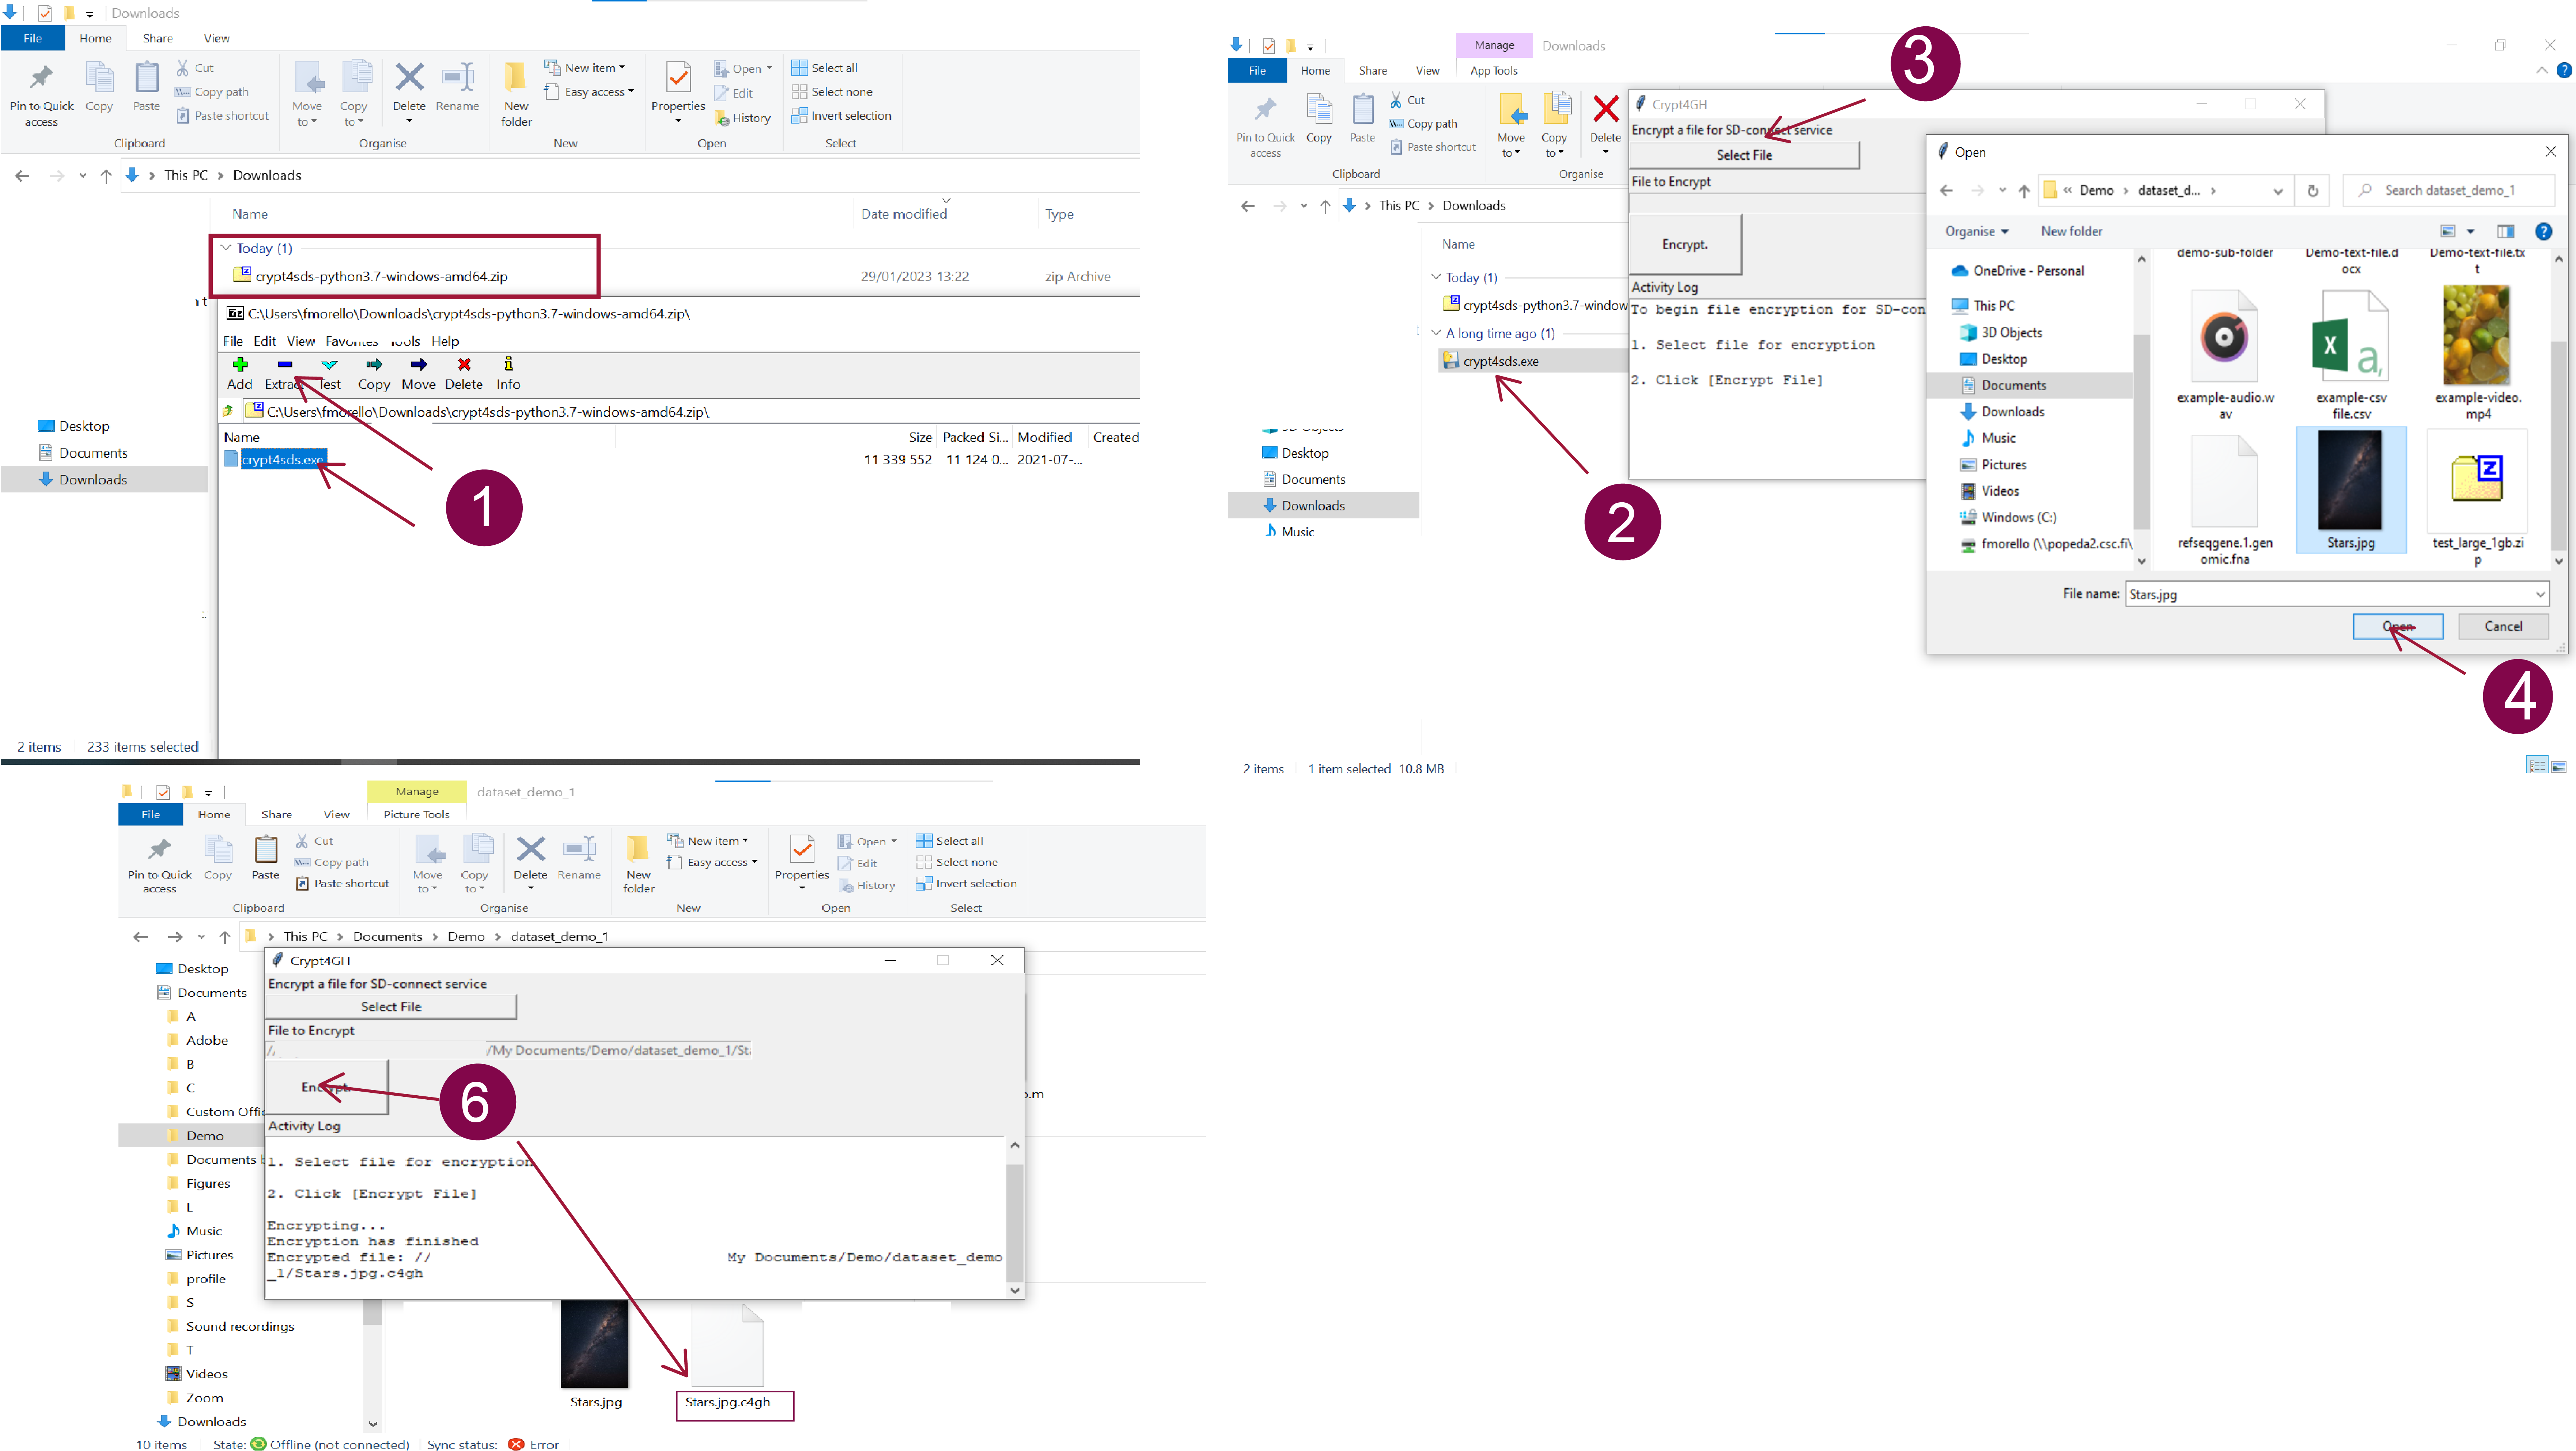 Downloads
File Home Share View
Pin to Quick access
Copy
Paste
Cut
Copy path
Paste shortcut
Clipboard
Move to
Copy to
Delete
Rename
Organise
New folder
New item
Easy access
New
Properties
Open
Edit
History
Open
Select all
Select none
Invert selection
Select
This PC > Downloads
Name Date modified Type
Today (1)
crypt4sds-python3.7-windows-amd64.zip 29/01/2023 13:22 zip Archive
C:\Users\fmorello\Downloads\crypt4sds-python3.7-windows-amd64.zip\
File Edit View Favorites Tools Help
Add Extract Test Copy Move Delete Info
C:\Users\fmorello\Downloads\crypt4sds-python3.7-windows-amd64.zip\
Name Size Packed Si... Modified Created
crypt4sds.exe 11 339 552 11 124 0... 2021-07-...
1
Desktop
Documents
Downloads
2 items 233 items selected
Manage Downloads
File Home Share View App Tools
Pin to Quick access
Copy
Paste
Cut
Copy path
Paste shortcut
Clipboard
Move to
Copy to
Delete
Organise
This PC > Downloads
Name
Today (1)
crypt4sds-python3.7-window
A long time ago (1)
crypt4sds.exe
2
Desktop
Documents
Downloads
Music
2 items 1 item selected 10.8 MB
3
Crypt4GH
Encrypt a file for SD-connect service
Select File
File to Encrypt
Encrypt.
Activity Log
To begin file encryption for SD-con
1. Select file for encryption
2. Click [Encrypt File]
Open
« Demo > dataset_d... >
Search dataset_demo_1
Organise New folder
OneDrive - Personal
This PC
3D Objects
Desktop
Documents
Downloads
Music
Pictures
Videos
Windows (C:)
fmorello (\\popeda2.csc.fi\
demo-sub-folder
Demo-text-file.d
ocx
Demo-text-file.tx
t
example-audio.w
av
example-csv
file.csv
example-video.
mp4
refseqgene.1.gen
omic.fna
Stars.jpg
test_large_1gb.zi
p
File name: Stars.jpg
Open Cancel
4
Manage dataset_demo_1
File Home Share View Picture Tools
Pin to Quick access
Copy
Paste
Cut
Copy path
Paste shortcut
Clipboard
Move to
Copy to
Delete
Rename
Organise
New folder
New item
Easy access
New
Properties
Open
Edit
History
Open
Select all
Select none
Invert selection
Select
This PC > Documents > Demo > dataset_demo_1
Desktop
Documents
A
Adobe
B
C
Custom Offic
Demo
Documents
Figures
L
Music
Pictures
profile
S
Sound recordings
T
Videos
Zoom
Downloads
Crypt4GH
Encrypt a file for SD-connect service
Select File
File to Encrypt
// /My Documents/Demo/dataset_demo_1/Sta
Encrypt.
6
Activity Log
1. Select file for encryption
2. Click [Encrypt File]
Encrypting...
Encryption has finished
Encrypted file: // My Documents/Demo/dataset_demo
_1/Stars.jpg.c4gh
Stars.jpg
Stars.jpg.c4gh
10 items State: Offline (not connected) Sync status: Error